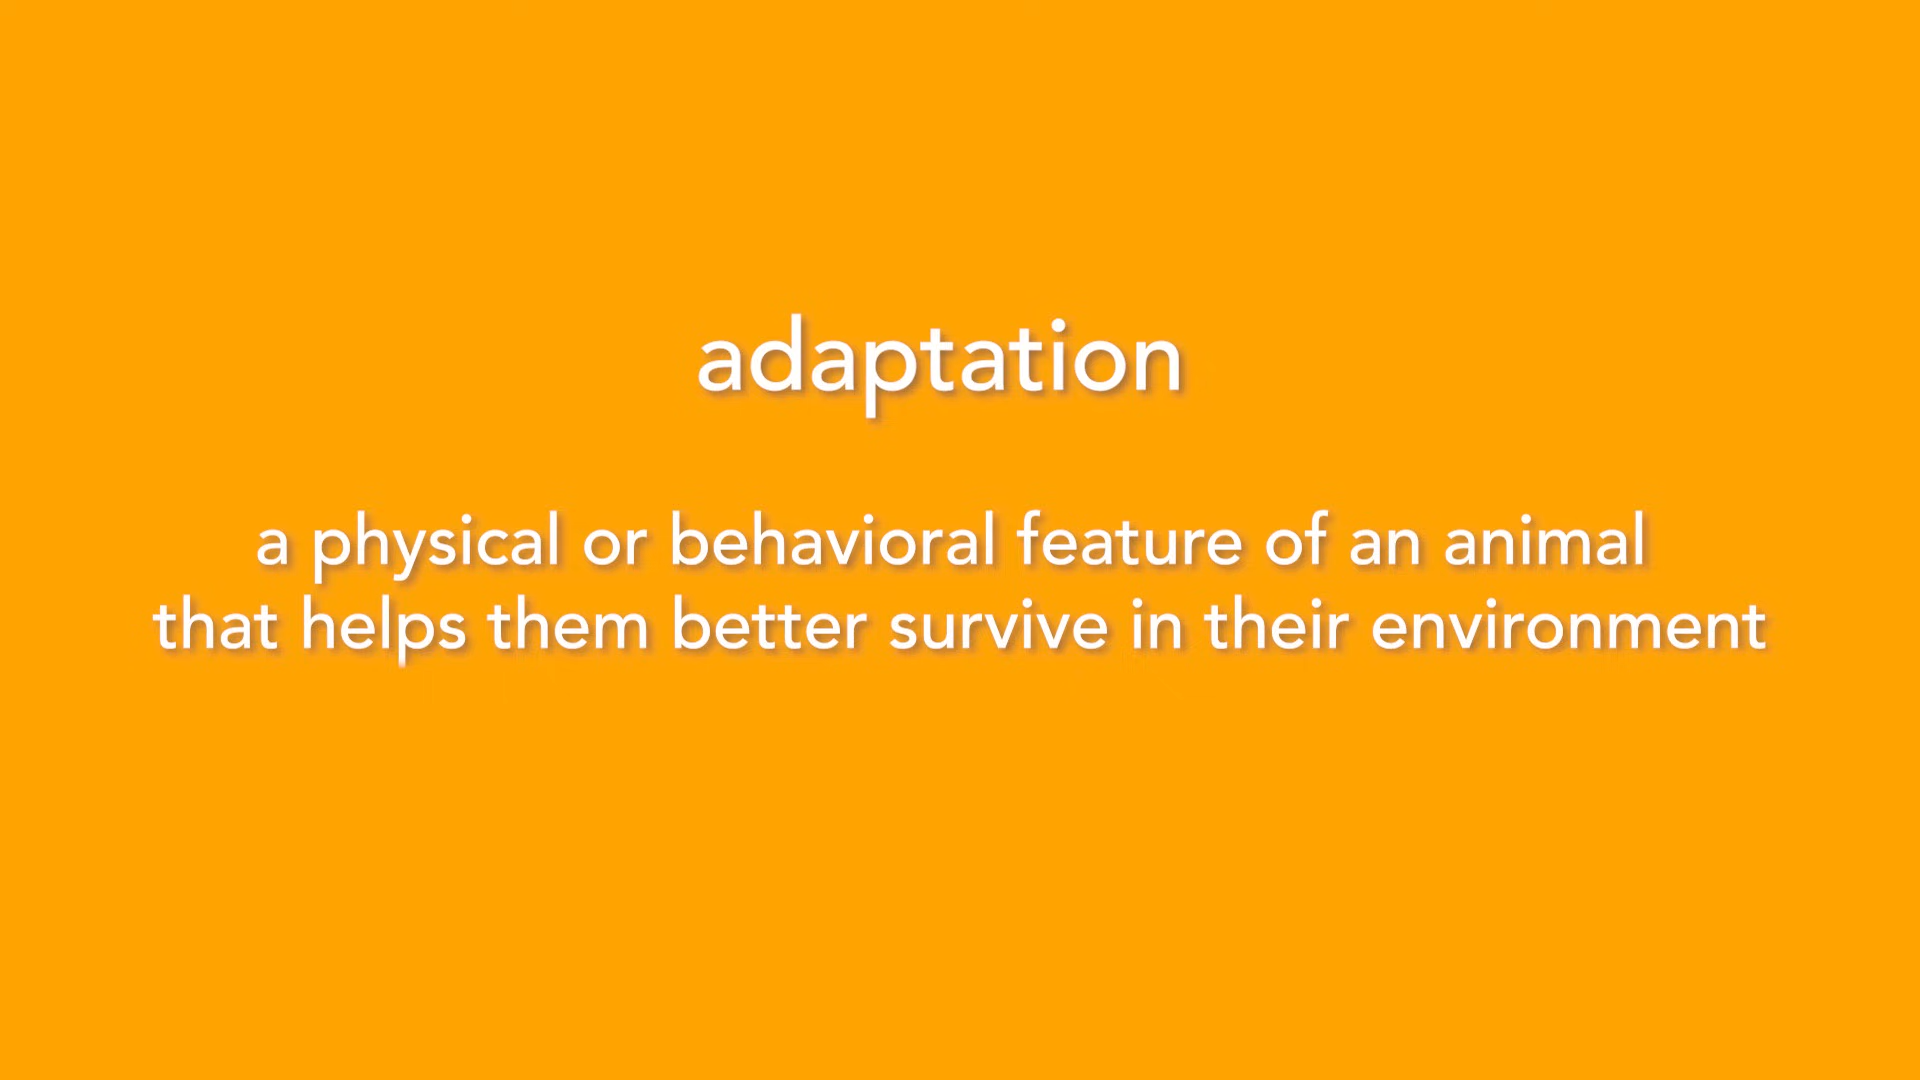 adaptation
a physical or behavioral feature of an animal
that helps them better survive in their environment